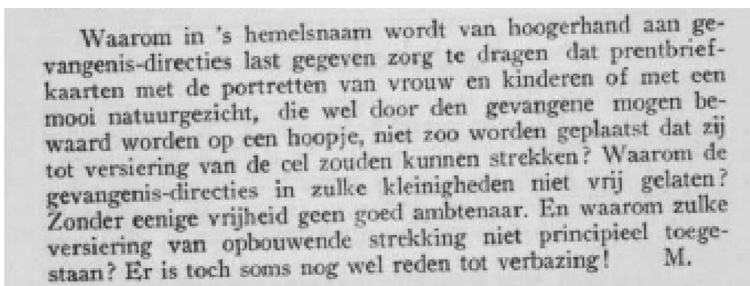 Waarom in 's hemelsnaam wordt van hoogerhand aan ge-
vangenis-directies last gegeven zorg te dragen dat prentbrief-
kaarten met de portretten van vrouw en kinderen of met een
mooi natuurgezicht, die wel door den gevangene mogen be-
waard worden op een hoopje, niet zoo worden geplaatst dat zij
tot versiering van de cel zouden kunnen strekken? Waarom de
gevangenis-directies in zulke kleinigheden niet vrij gelaten?
Zonder eenige vrijheid geen goed ambtenaar. En waarom zulke
versiering van opbouwende strekking niet principieel toege-
staan? Er is toch soms nog wel reden tot verbazing! M.